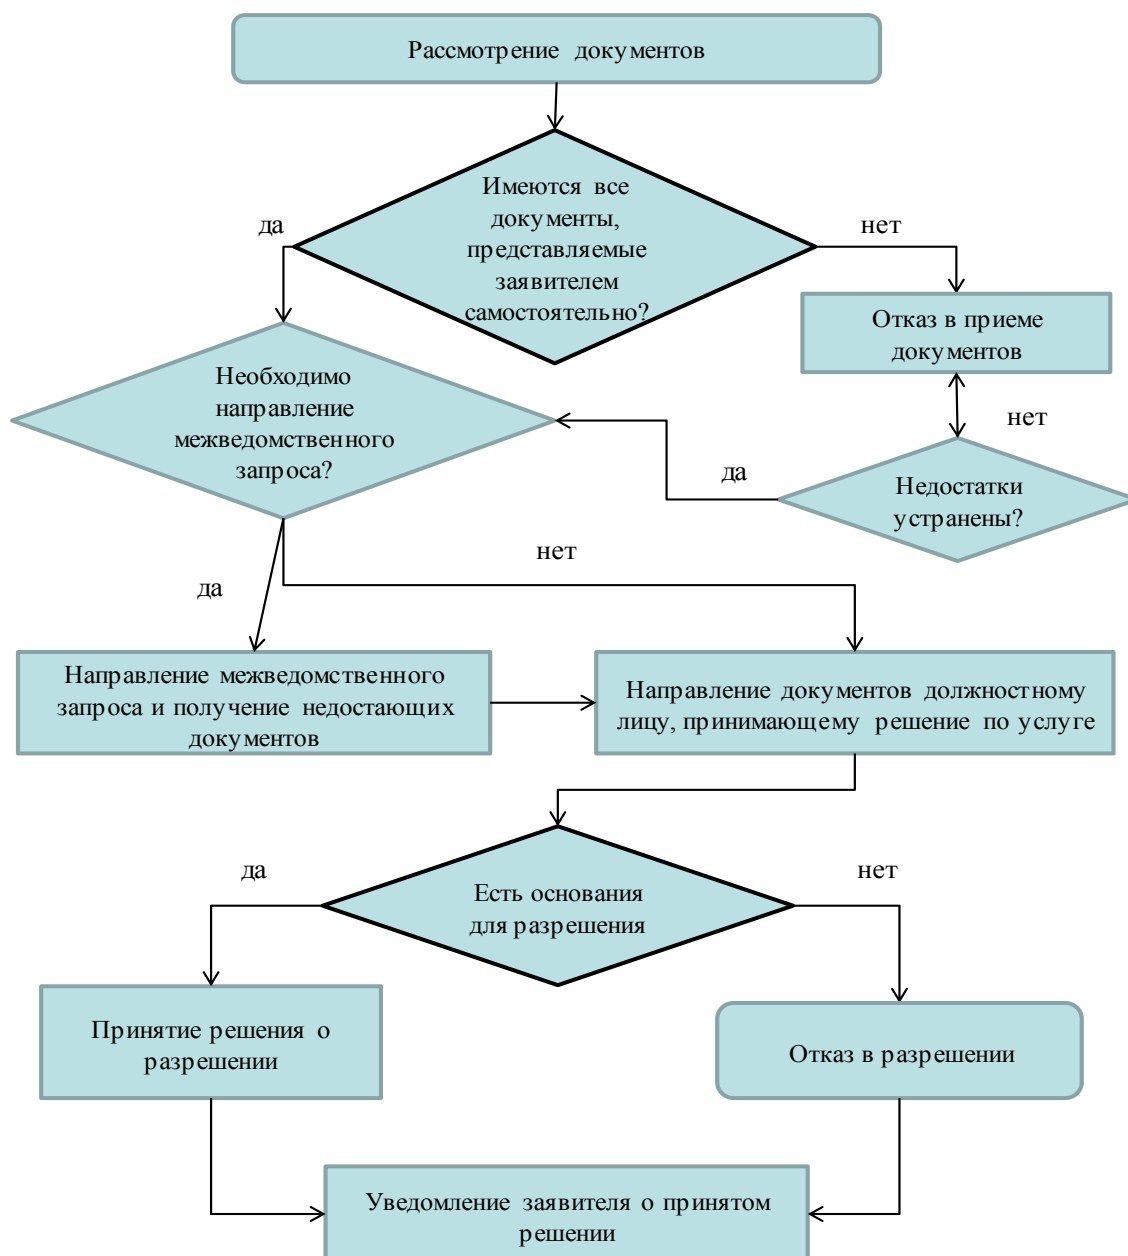 Рассмотрение документов
Имеются все
документы,
представляемые
заявителем
самостоятельно?
да
нет
Отказ в приеме
документов
Необходимо
направление
межведомственного
запроса?
нет
да
Недостатки
устранены?
нет
да
Направление межведомственного
запроса и получение недостающих
документов
Направление документов должностному
лицу, принимающему решение по услуге
да
нет
Есть основания
для разрешения
Принятие решения о
разрешении
Отказ в разрешении
Уведомление заявителя о принятом
решении